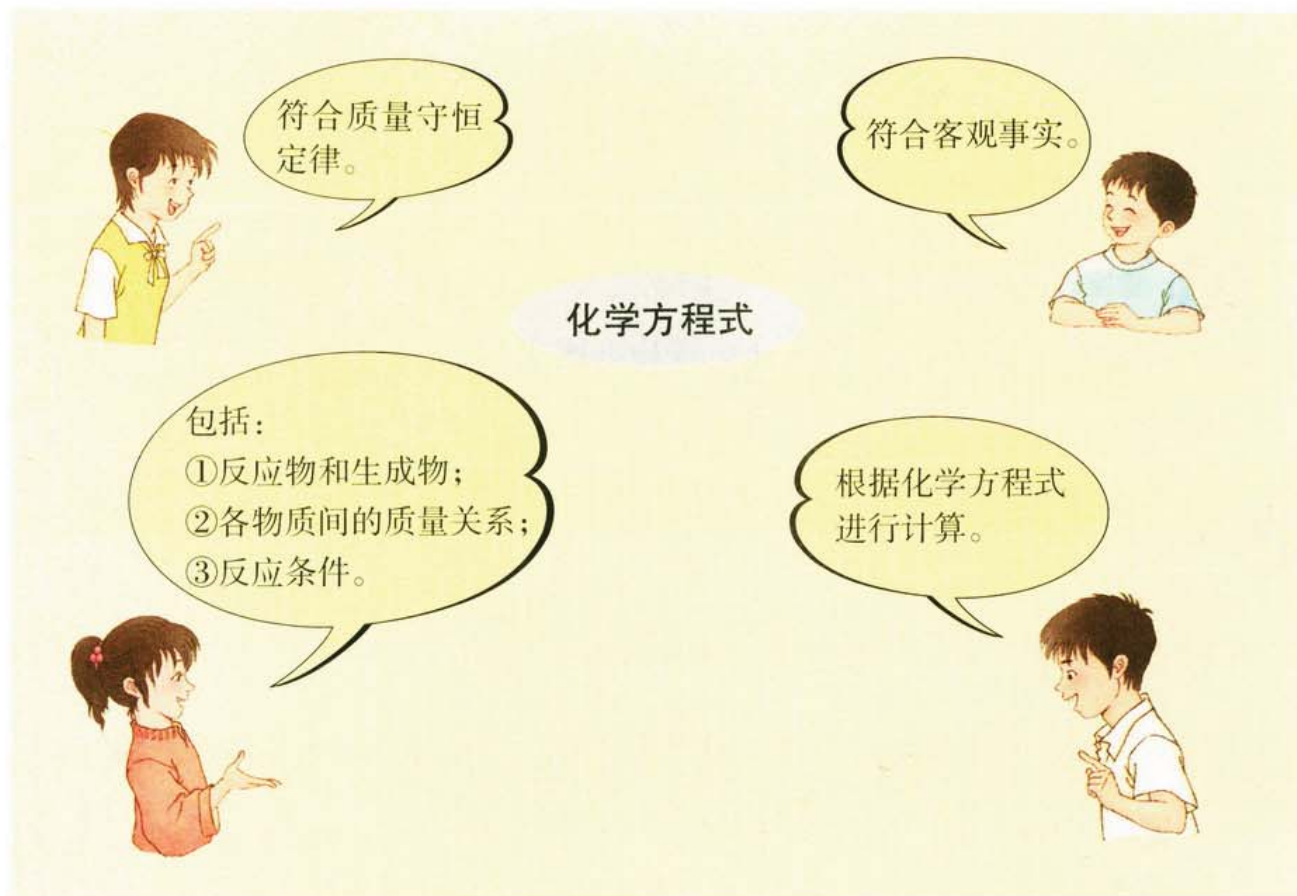 符合质量守恒
定律。
符合客观事实。
化学方程式
包括：
①反应物和生成物；
②各物质间的质量关系；
③反应条件。
根据化学方程式
进行计算。